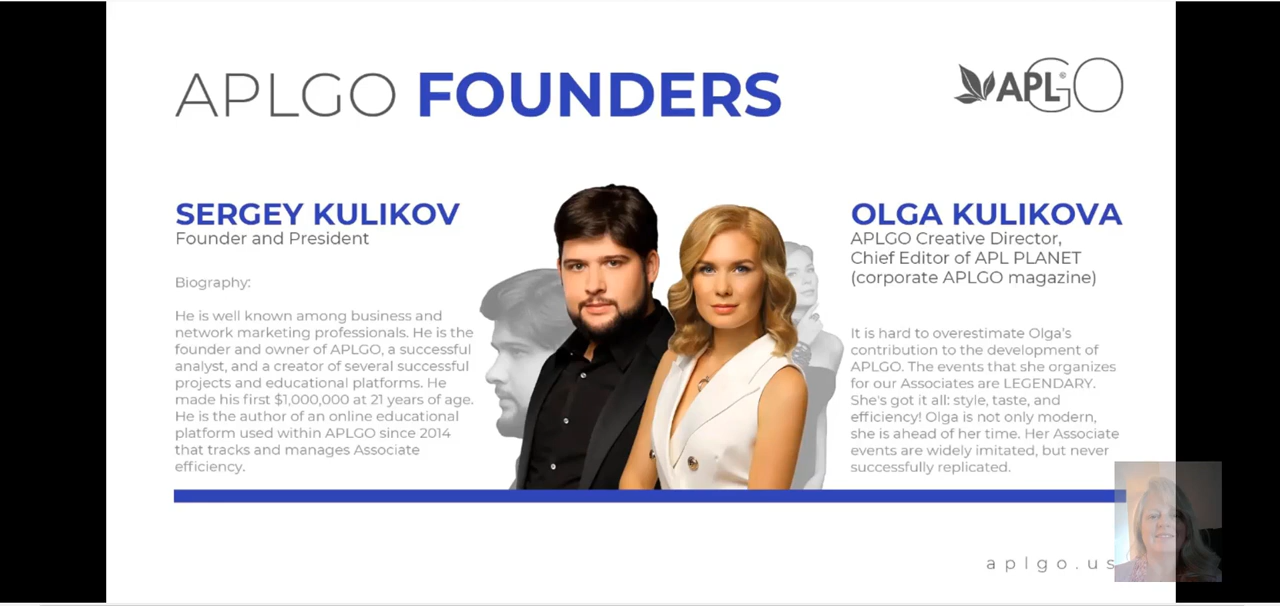 APLGO FOUNDERS
APL® GO
SERGEY KULIKOV
Founder and President
Biography:
He is well known among business and
network marketing professionals. He is the
founder and owner of APLGO, a successful
analyst, and a creator of several successful
projects and educational platforms. He
made his first $1,000,000 at 21 years of age.
He is the author of an online educational
platform used within APLGO since 2014
that tracks and manages Associate
efficiency.
OLGA KULIKOVA
APLGO Creative Director,
Chief Editor of APL PLANET
(corporate APLGO magazine)
It is hard to overestimate Olga's
contribution to the development of
APLGO. The events that she organizes
for our Associates are LEGENDARY.
She's got it all: style, taste, and
efficiency! Olga is not only modern,
she is ahead of her time. Her Associate
events are widely imitated, but never
successfully replicated.
aplgo.us